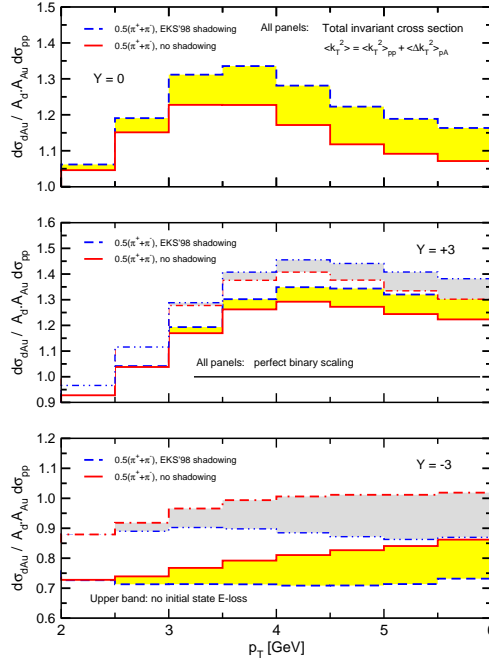 0.5(π⁺+π⁻), EKS'98 shadowing
0.5(π⁺+π⁻), no shadowing
All panels: Total invariant cross section
<k_T²> = <k_T²>_pp + <Δk_T²>_pA
Y = 0
dσ_dAu / A_d.A_Au dσ_pp
1.5
1.4
1.3
1.2
1.1
1.0
0.5(π⁺+π⁻), EKS'98 shadowing
0.5(π⁺+π⁻), no shadowing
Y = +3
All panels: perfect binary scaling
dσ_dAu / A_d.A_Au dσ_pp
1.6
1.5
1.4
1.3
1.2
1.1
1.0
0.9
0.5(π⁺+π⁻), EKS'98 shadowing
0.5(π⁺+π⁻), no shadowing
Y = -3
Upper band: no initial state E-loss
dσ_dAu / A_d.A_Au dσ_pp
1.2
1.1
1.0
0.9
0.8
0.7
0.6
2 3 4 5 6
p_T [GeV]